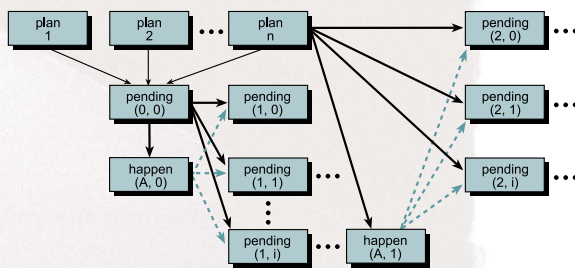 plan
1
plan
2
•••
plan
n
pending
(2, 0)
•••
pending
(0, 0)
pending
(1, 0)
pending
(2, 1)
•••
happen
(A, 0)
pending
(1, 1)
•••
pending
(2, i)
•••
pending
(1, i)
•••
happen
(A, 1)